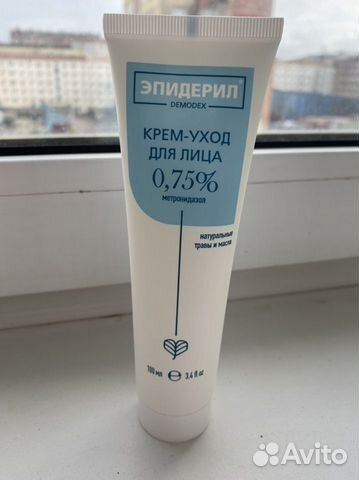 ЭПИДЕРИЛ®
DEMODEX
КРЕМ-УХОД
ДЛЯ ЛИЦА
0,75%
метронидазол
натуральные
травы и масла
100 мл ℮ 3.4 fl oz
Avito